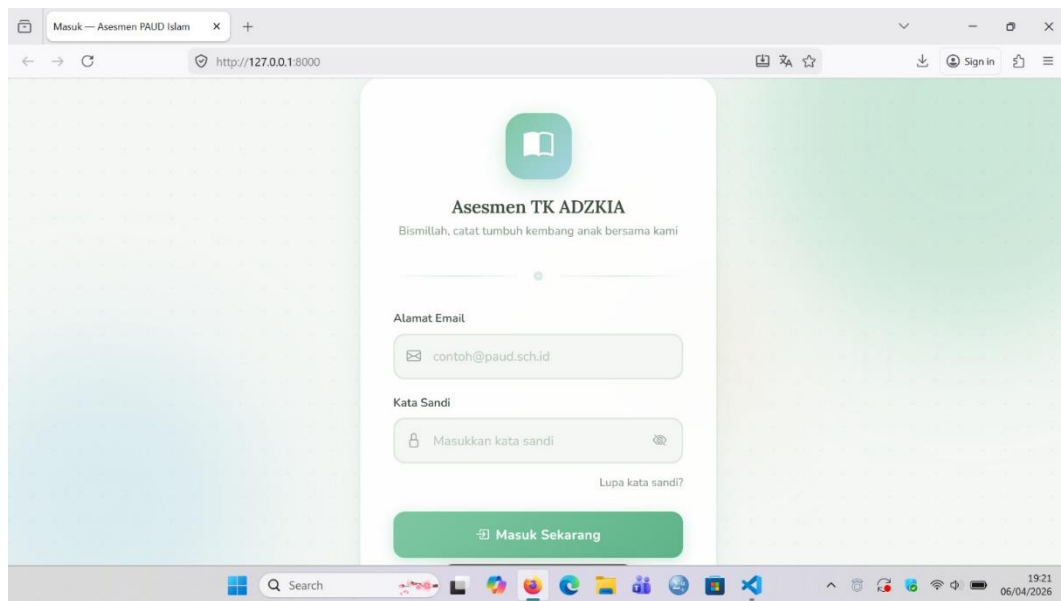 Masuk — Asesmen PAUD Islam
http://127.0.0.1:8000
Sign in
Asesmen TK ADZKIA
Bismillah, catat tumbuh kembang anak bersama kami
Alamat Email
contoh@paud.sch.id
Kata Sandi
Masukkan kata sandi
Lupa kata sandi?
Masuk Sekarang
Search
19:21
06/04/2026